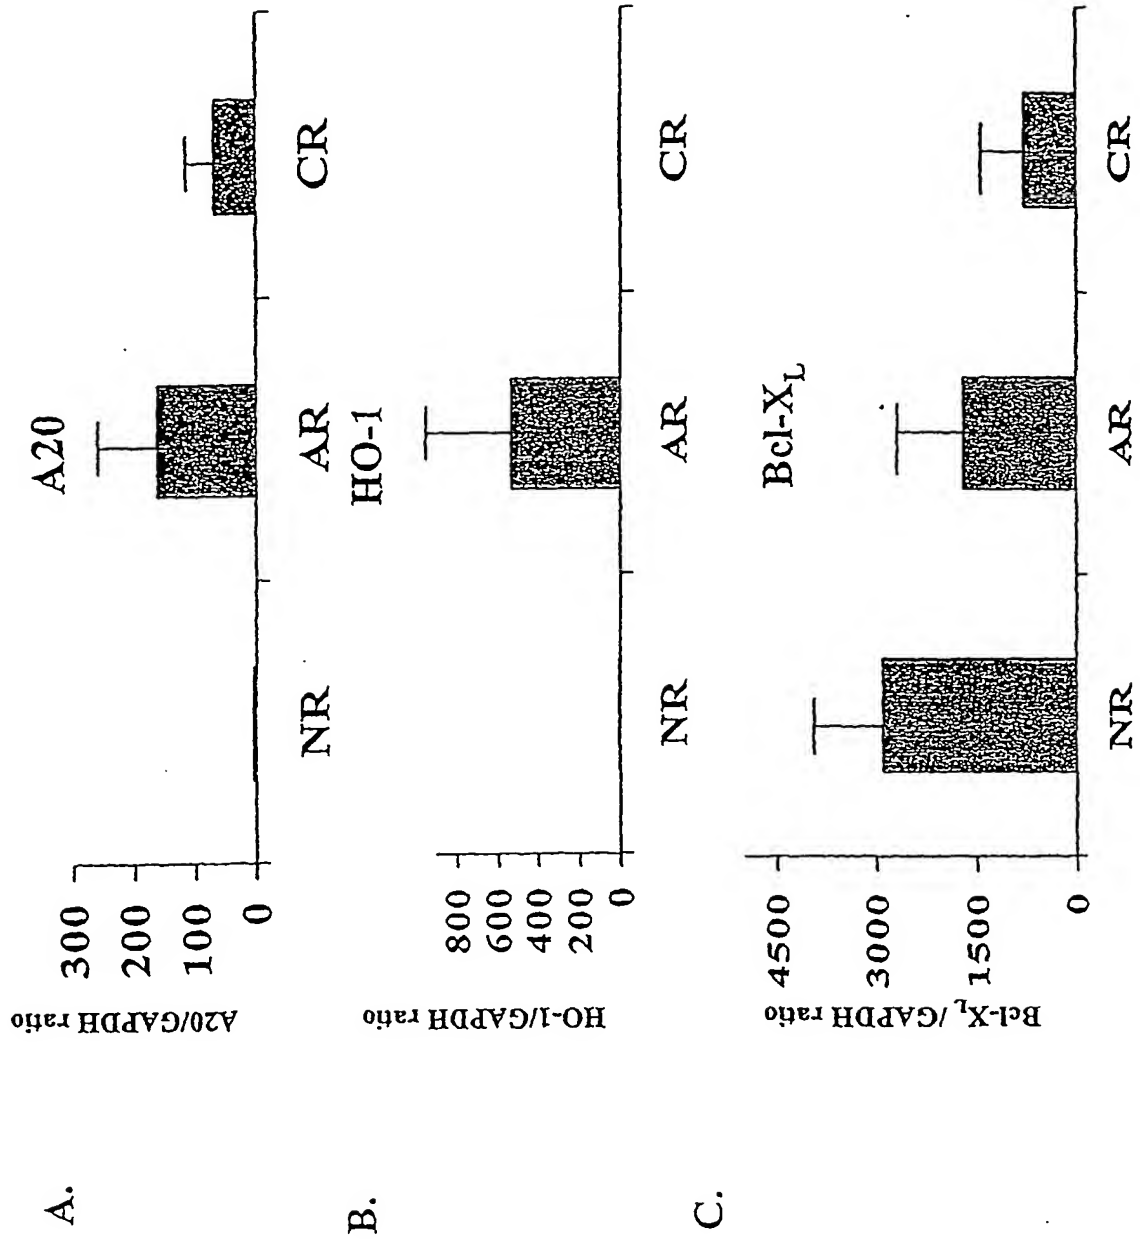 A.
A20
A20/GAPDH ratio
300
200
100
0
NR AR CR
B.
HO-1
HO-1/GAPDH ratio
800
600
400
200
0
NR AR CR
C.
Bcl-XL
Bcl-XL/GAPDH ratio
4500
3000
1500
0
NR AR CR